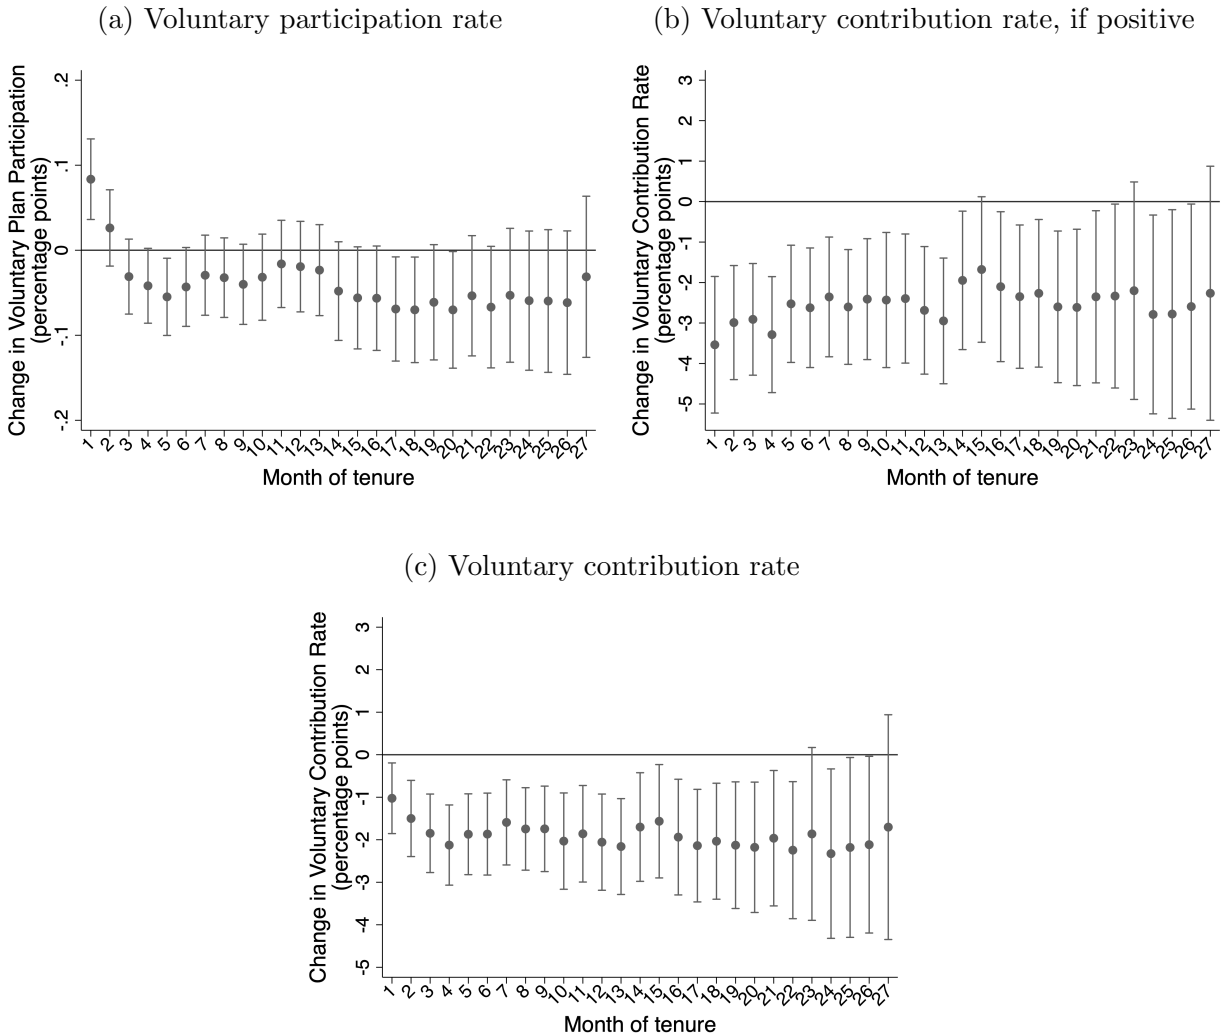 (a) Voluntary participation rate
Change in Voluntary Plan Participation
(percentage points)
.2
.1
0
-.1
-.2
1 2 3 4 5 6 7 8 9 10 11 12 13 14 15 16 17 18 19 20 21 22 23 24 25 26 27
Month of tenure
(b) Voluntary contribution rate, if positive
Change in Voluntary Contribution Rate
(percentage points)
3
2
1
0
-1
-2
-3
-4
-5
1 2 3 4 5 6 7 8 9 10 11 12 13 14 15 16 17 18 19 20 21 22 23 24 25 26 27
Month of tenure
(c) Voluntary contribution rate
Change in Voluntary Contribution Rate
(percentage points)
3
2
1
0
-1
-2
-3
-4
-5
1 2 3 4 5 6 7 8 9 10 11 12 13 14 15 16 17 18 19 20 21 22 23 24 25 26 27
Month of tenure